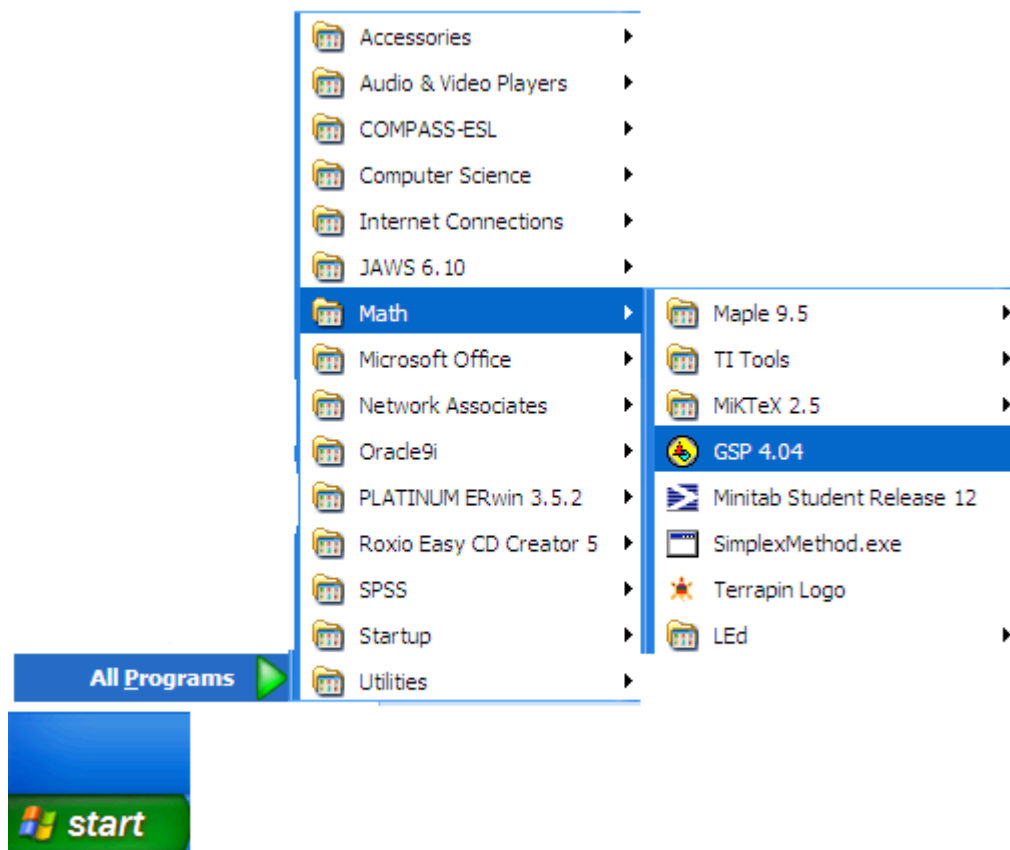 Accessories
Audio & Video Players
COMPASS-ESL
Computer Science
Internet Connections
JAWS 6.10
Math
Microsoft Office
Network Associates
Oracle9i
PLATINUM ERwin 3.5.2
Roxio Easy CD Creator 5
SPSS
Startup
Utilities
Maple 9.5
TI Tools
MiKTeX 2.5
GSP 4.04
Minitab Student Release 12
SimplexMethod.exe
Terrapin Logo
LEd
All Programs
start